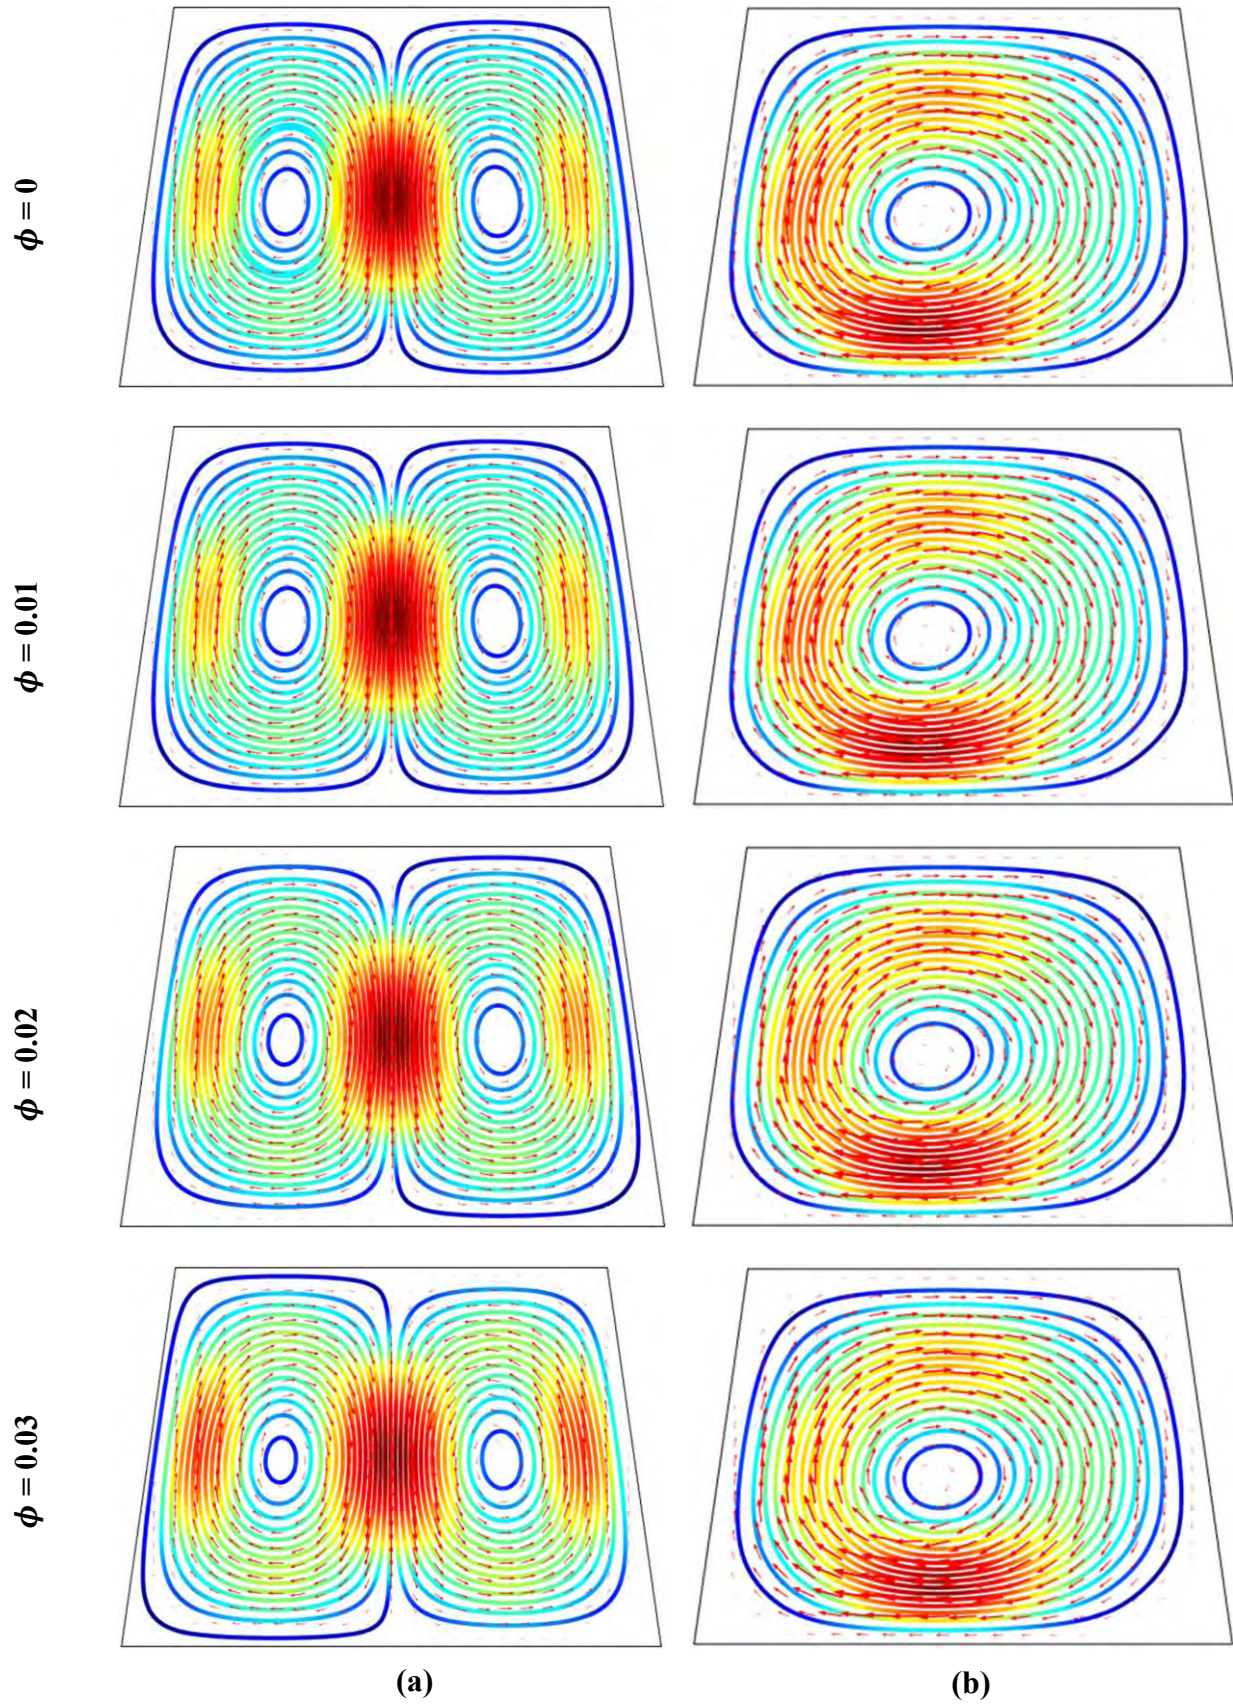 ϕ = 0
ϕ = 0.01
ϕ = 0.02
ϕ = 0.03
(a)
(b)